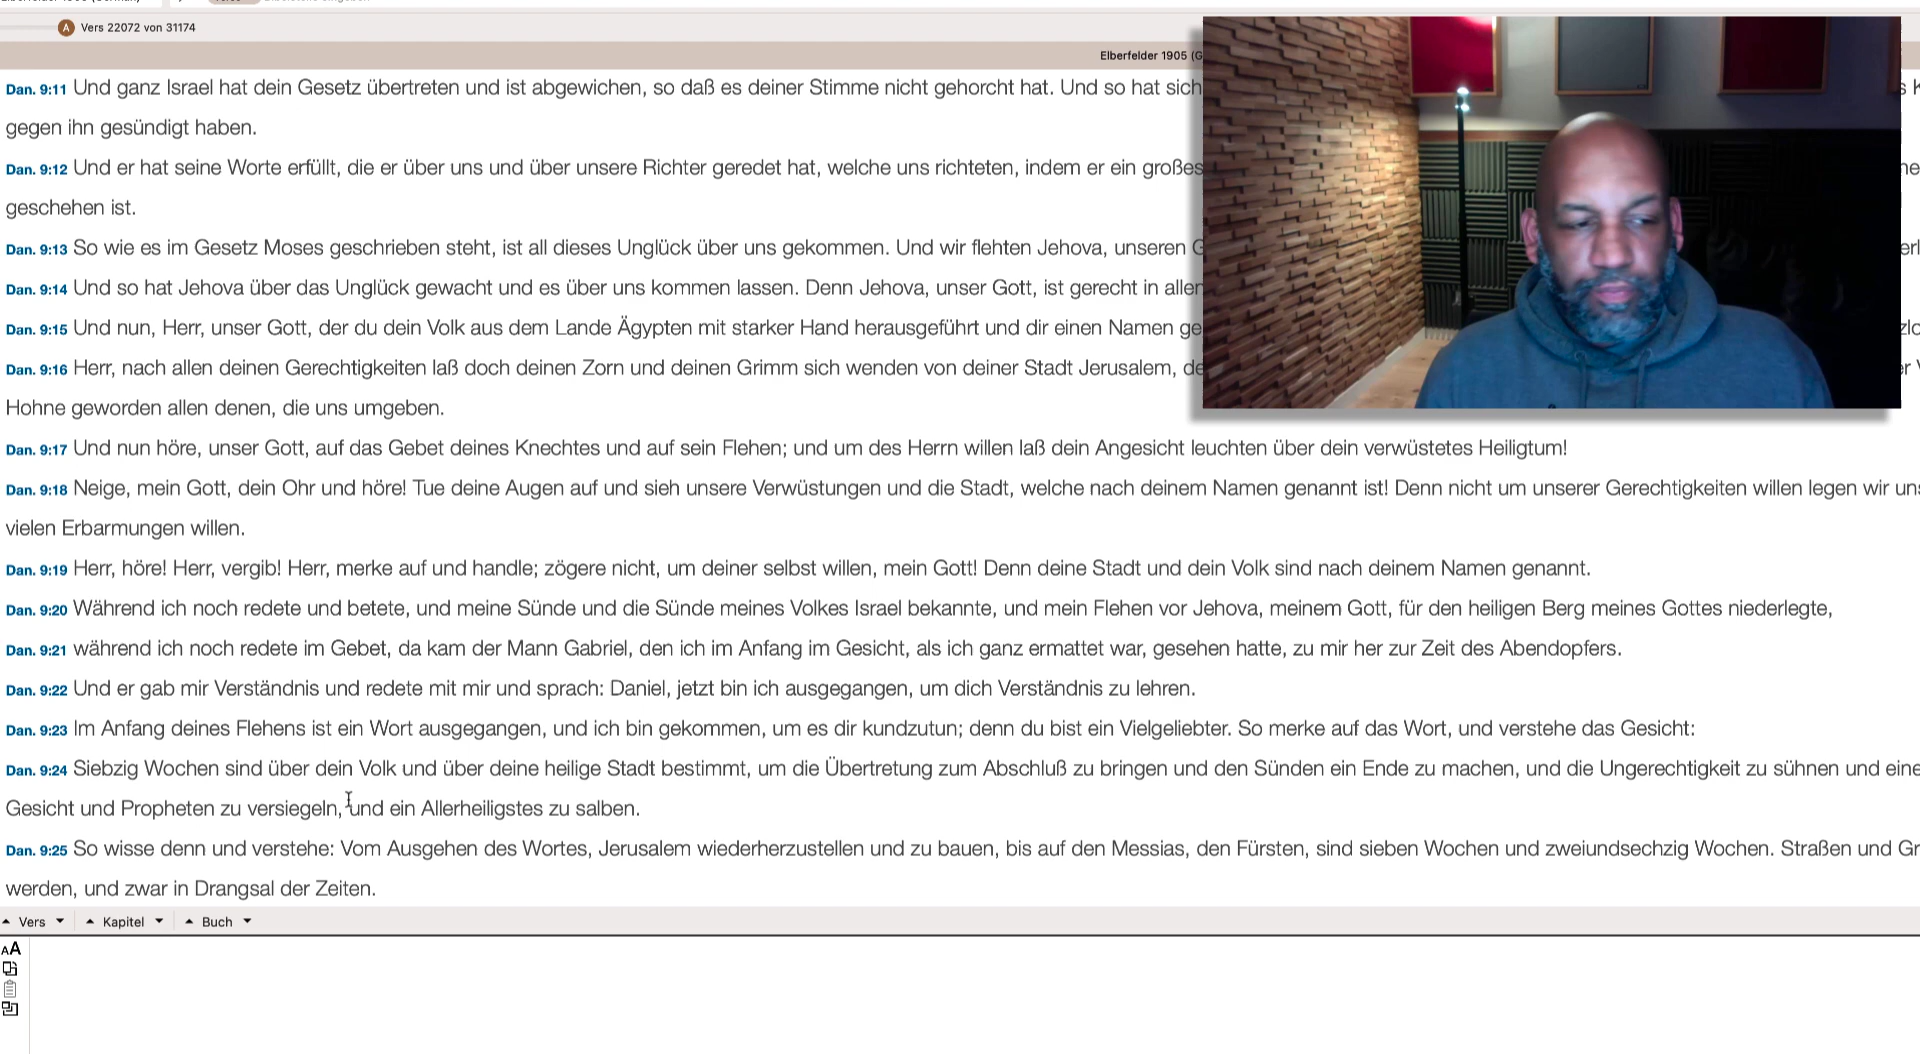 Vers 22072 von 31174
Elberfelder 1905 (G
Dan. 9:11 Und ganz Israel hat dein Gesetz übertreten und ist abgewichen, so daß es deiner Stimme nicht gehorcht hat. Und so hat sich
gegen ihn gesündigt haben.
Dan. 9:12 Und er hat seine Worte erfüllt, die er über uns und über unsere Richter geredet hat, welche uns richteten, indem er ein großes
geschehen ist.
Dan. 9:13 So wie es im Gesetz Moses geschrieben steht, ist all dieses Unglück über uns gekommen. Und wir flehten Jehova, unseren G
Dan. 9:14 Und so hat Jehova über das Unglück gewacht und es über uns kommen lassen. Denn Jehova, unser Gott, ist gerecht in allen
Dan. 9:15 Und nun, Herr, unser Gott, der du dein Volk aus dem Lande Ägypten mit starker Hand herausgeführt und dir einen Namen ge
Dan. 9:16 Herr, nach allen deinen Gerechtigkeiten laß doch deinen Zorn und deinen Grimm sich wenden von deiner Stadt Jerusalem, de
Hohne geworden allen denen, die uns umgeben.
Dan. 9:17 Und nun höre, unser Gott, auf das Gebet deines Knechtes und auf sein Flehen; und um des Herrn willen laß dein Angesicht leuchten über dein verwüstetes Heiligtum!
Dan. 9:18 Neige, mein Gott, dein Ohr und höre! Tue deine Augen auf und sieh unsere Verwüstungen und die Stadt, welche nach deinem Namen genannt ist! Denn nicht um unserer Gerechtigkeiten willen legen wir uns
vielen Erbarmungen willen.
Dan. 9:19 Herr, höre! Herr, vergib! Herr, merke auf und handle; zögere nicht, um deiner selbst willen, mein Gott! Denn deine Stadt und dein Volk sind nach deinem Namen genannt.
Dan. 9:20 Während ich noch redete und betete, und meine Sünde und die Sünde meines Volkes Israel bekannte, und mein Flehen vor Jehova, meinem Gott, für den heiligen Berg meines Gottes niederlegte,
Dan. 9:21 während ich noch redete im Gebet, da kam der Mann Gabriel, den ich im Anfang im Gesicht, als ich ganz ermattet war, gesehen hatte, zu mir her zur Zeit des Abendopfers.
Dan. 9:22 Und er gab mir Verständnis und redete mit mir und sprach: Daniel, jetzt bin ich ausgegangen, um dich Verständnis zu lehren.
Dan. 9:23 Im Anfang deines Flehens ist ein Wort ausgegangen, und ich bin gekommen, um es dir kundzutun; denn du bist ein Vielgeliebter. So merke auf das Wort, und verstehe das Gesicht:
Dan. 9:24 Siebzig Wochen sind über dein Volk und über deine heilige Stadt bestimmt, um die Übertretung zum Abschluß zu bringen und den Sünden ein Ende zu machen, und die Ungerechtigkeit zu sühnen und eine
Gesicht und Propheten zu versiegeln, und ein Allerheiligstes zu salben.
Dan. 9:25 So wisse denn und verstehe: Vom Ausgehen des Wortes, Jerusalem wiederherzustellen und zu bauen, bis auf den Messias, den Fürsten, sind sieben Wochen und zweiundsechzig Wochen. Straßen und Gr
werden, und zwar in Drangsal der Zeiten.
Vers Kapitel Buch
AA